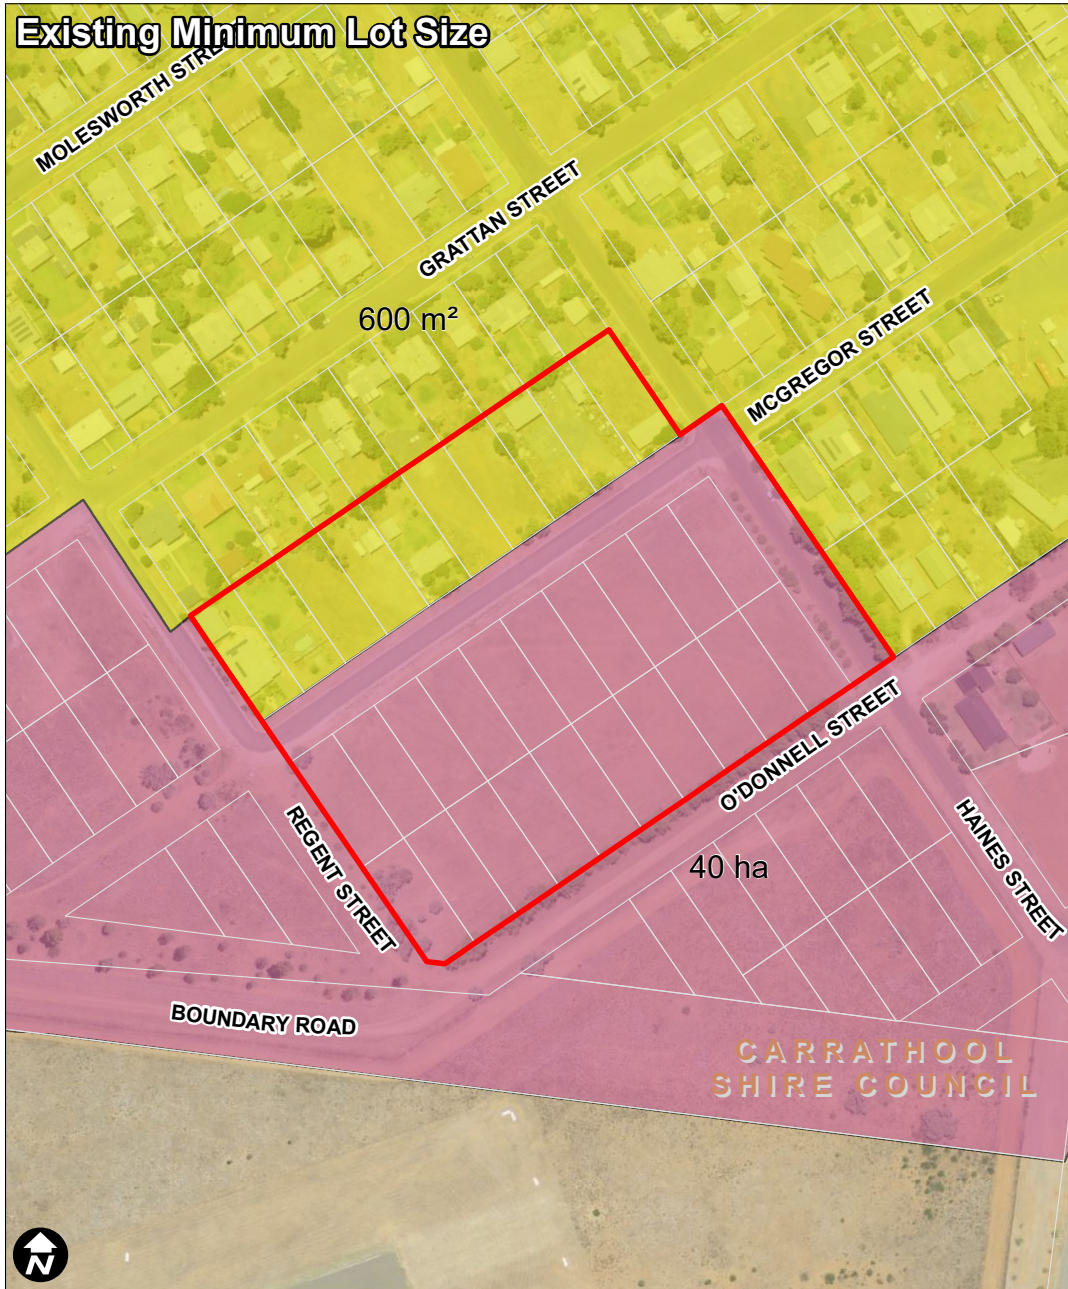 Existing Minimum Lot Size
MOLESWORTH STREET
GRATTAN STREET
600 m²
MCGREGOR STREET
O'DONNELL STREET
REGENT STREET
40 ha
HAINES STREET
BOUNDARY ROAD
CARRATHOOL
SHIRE COUNCIL
N